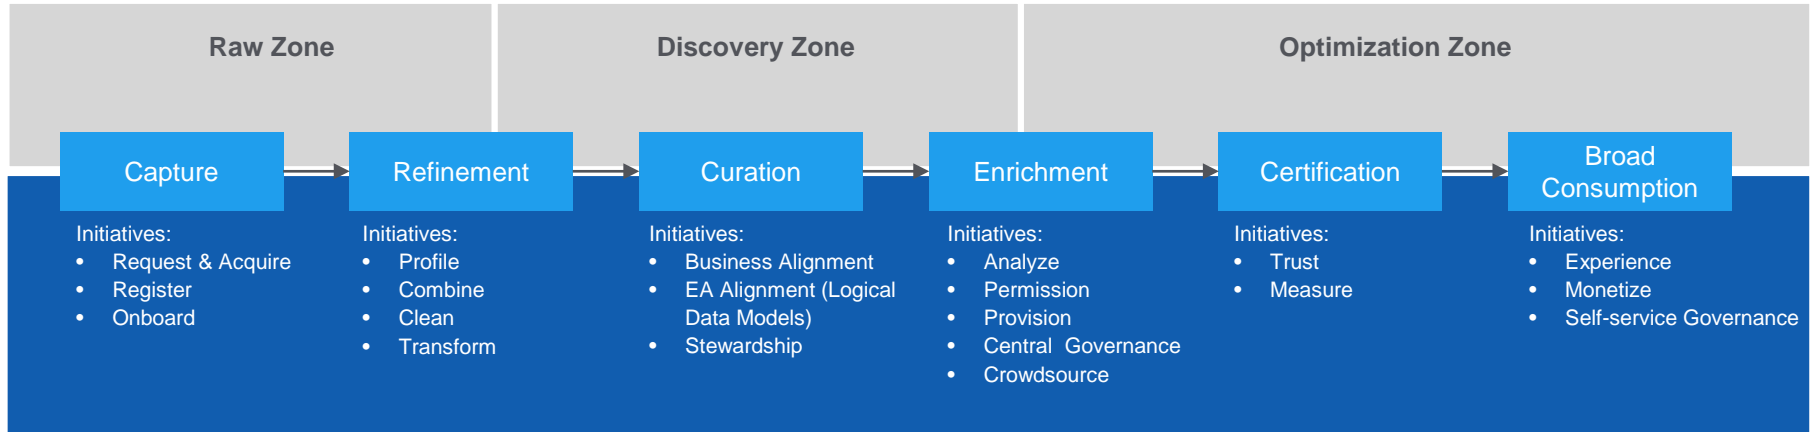 Raw Zone
Discovery Zone
Optimization Zone
Capture
Refinement
Curation
Enrichment
Certification
Broad
Consumption
Initiatives:
• Request & Acquire
• Register
• Onboard
Initiatives:
• Profile
• Combine
• Clean
• Transform
Initiatives:
• Business Alignment
• EA Alignment (Logical
Data Models)
• Stewardship
Initiatives:
• Analyze
• Permission
• Provision
• Central Governance
• Crowdsource
Initiatives:
• Trust
• Measure
Initiatives:
• Experience
• Monetize
• Self-service Governance